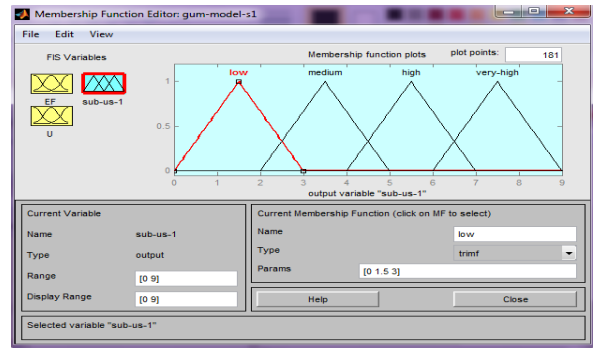 Membership Function Editor: gum-model-s1
File Edit View
FIS Variables
EF
sub-us-1
U
Membership function plots
plot points:
181
low
medium
high
very-high
1
0.5
0
0 1 2 3 4 5 6 7 8 9
output variable "sub-us-1"
Current Variable
Name sub-us-1
Type output
Range [0 9]
Display Range [0 9]
Current Membership Function (click on MF to select)
Name low
Type trimf
Params [0 1.5 3]
Help
Close
Selected variable "sub-us-1"